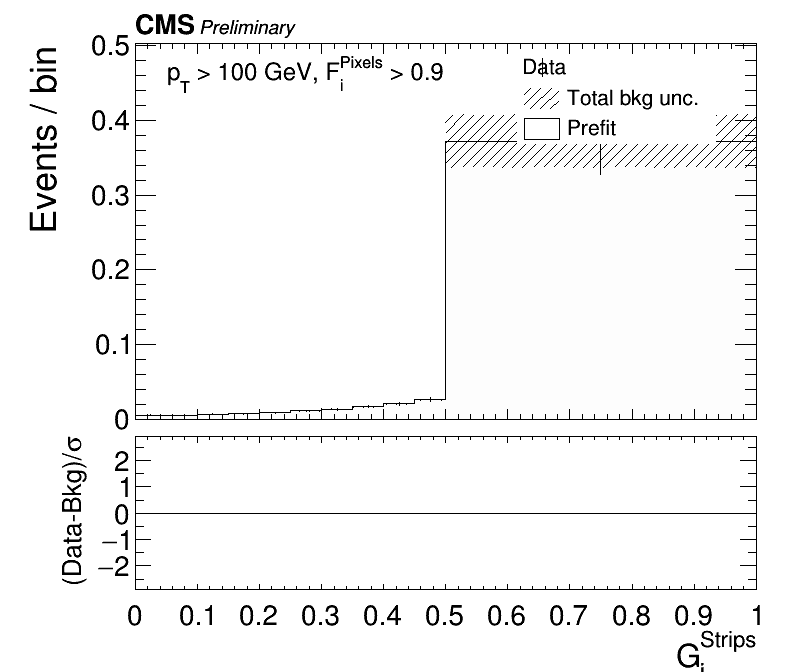 CMS Preliminary
p_T > 100 GeV, F_i^Pixels > 0.9
Data
Total bkg unc.
Prefit
Events / bin
0.5
0.4
0.3
0.2
0.1
0
(Data-Bkg)/σ
2
1
0
−1
−2
0 0.1 0.2 0.3 0.4 0.5 0.6 0.7 0.8 0.9 1
G_i^Strips